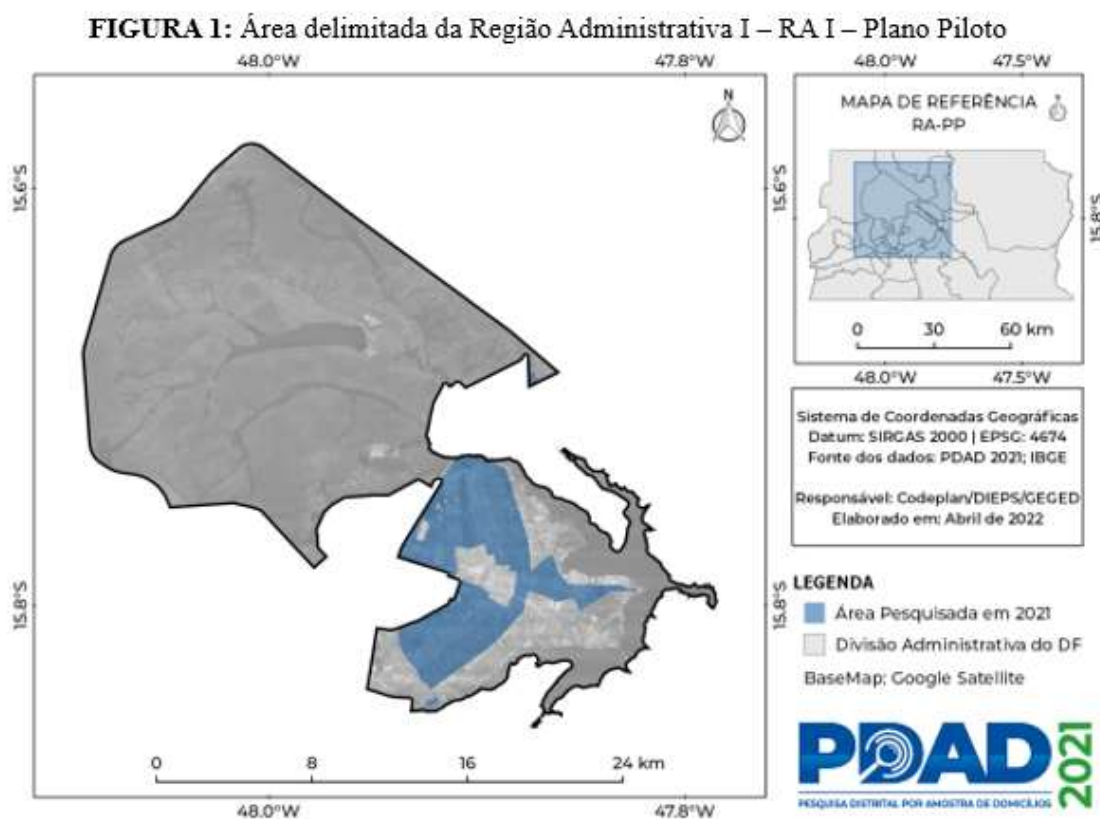 FIGURA 1: Área delimitada da Região Administrativa I – RA I – Plano Piloto
48.0°W
47.8°W
48.0°W
47.5°W
N
MAPA DE REFERÊNCIA
RA-PP
15.6°S
15.6°S
15.8°S
0
30
60 km
48.0°W
47.5°W
Sistema de Coordenadas Geográficas
Datum: SIRGAS 2000 | EPSG: 4674
Fonte dos dados: PDAD 2021; IBGE
Responsável: Codeplan/DIEPS/GEGED
Elaborado em: Abril de 2022
15.8°S
15.8°S
LEGENDA
Área Pesquisada em 2021
Divisão Administrativa do DF
BaseMap; Google Satellite
0
8
16
24 km
48.0°W
47.8°W
PDAD
2021
PESQUISA DISTRITAL POR AMOSTRA DE DOMICÍLIOS